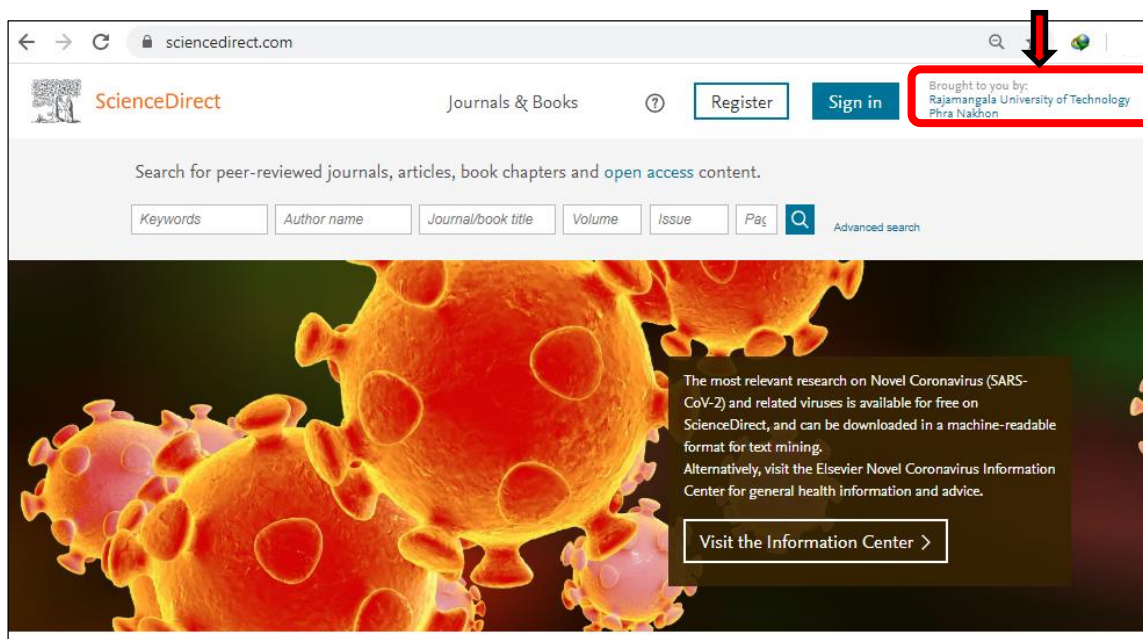 sciencedirect.com
ScienceDirect
Journals & Books
?
Register
Sign in
Brought to you by:
Rajamangala University of Technology
Phra Nakhon
Search for peer-reviewed journals, articles, book chapters and open access content.
Keywords
Author name
Journal/book title
Volume
Issue
Pag
Advanced search
The most relevant research on Novel Coronavirus (SARS-
CoV-2) and related viruses is available for free on
ScienceDirect, and can be downloaded in a machine-readable
format for text mining.
Alternatively, visit the Elsevier Novel Coronavirus Information
Center for general health information and advice.
Visit the Information Center >